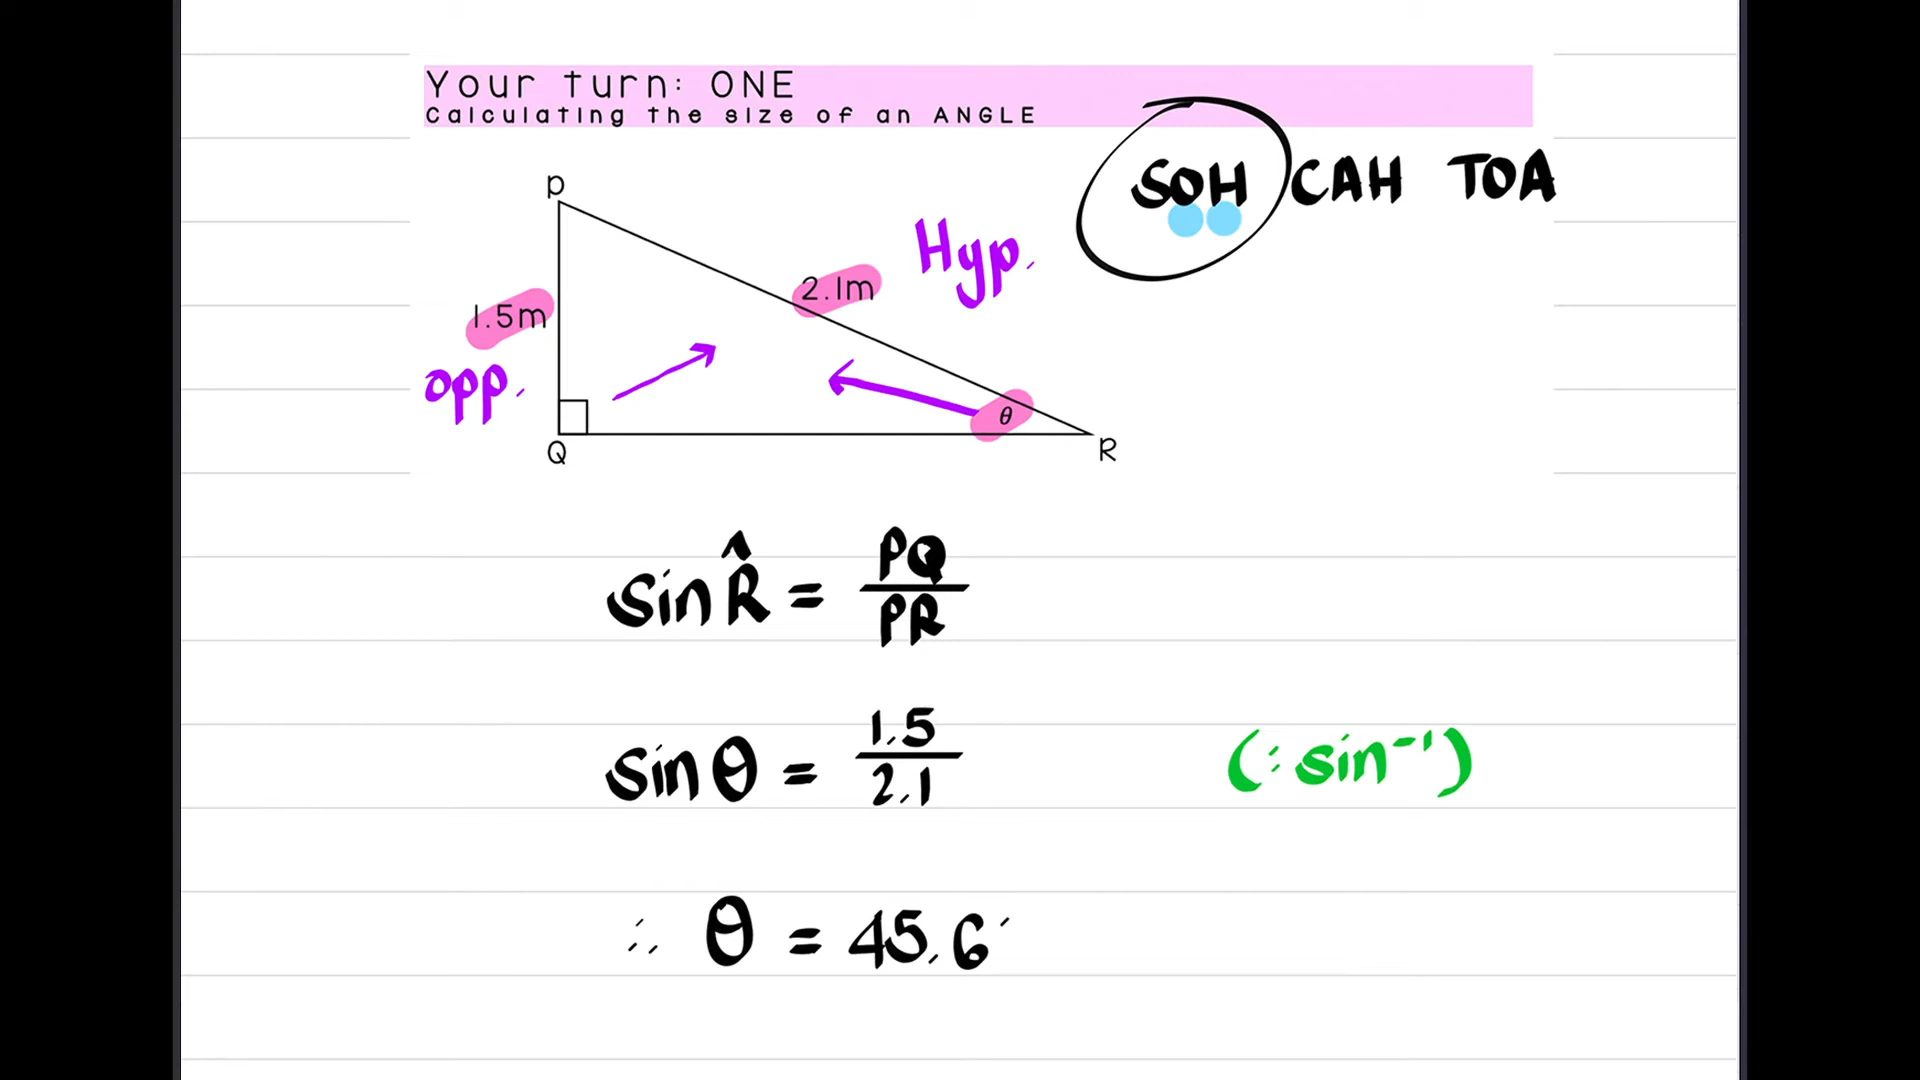 Your turn: ONE
Calculating the size of an ANGLE
SOH CAH TOA
P
Hyp.
2.1m
1.5m
opp.
θ
Q
R
sin R̂ = PQ/PR
sin θ = 1.5/2.1
(: sin⁻¹)
∴ θ = 45.6